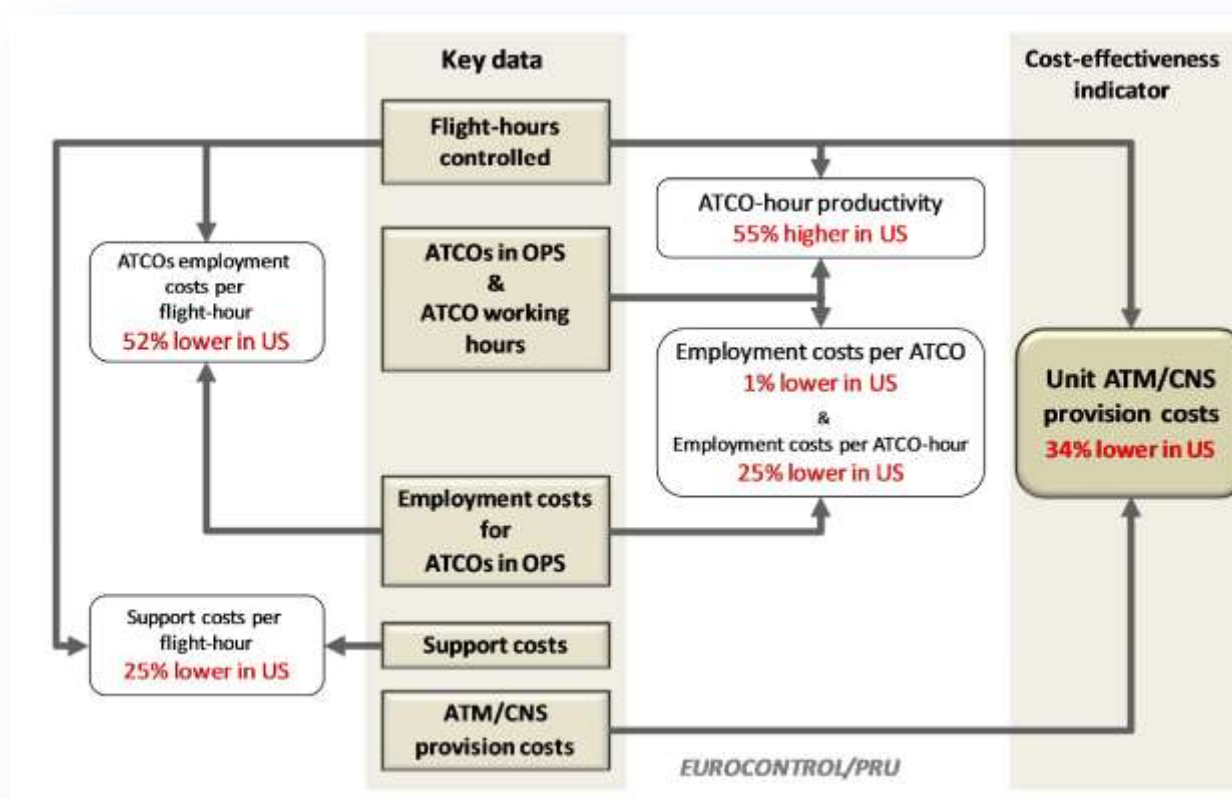 Key data
Cost-effectiveness
indicator
Flight-hours
controlled
ATCO-hour productivity
55% higher in US
ATCOs employment
costs per
flight-hour
52% lower in US
ATCOs in OPS
&
ATCO working
hours
Employment costs per ATCO
1% lower in US
&
Employment costs per ATCO-hour
25% lower in US
Unit ATM/CNS
provision costs
34% lower in US
Employment costs
for
ATCOs in OPS
Support costs per
flight-hour
25% lower in US
Support costs
ATM/CNS
provision costs
EUROCONTROL/PRU